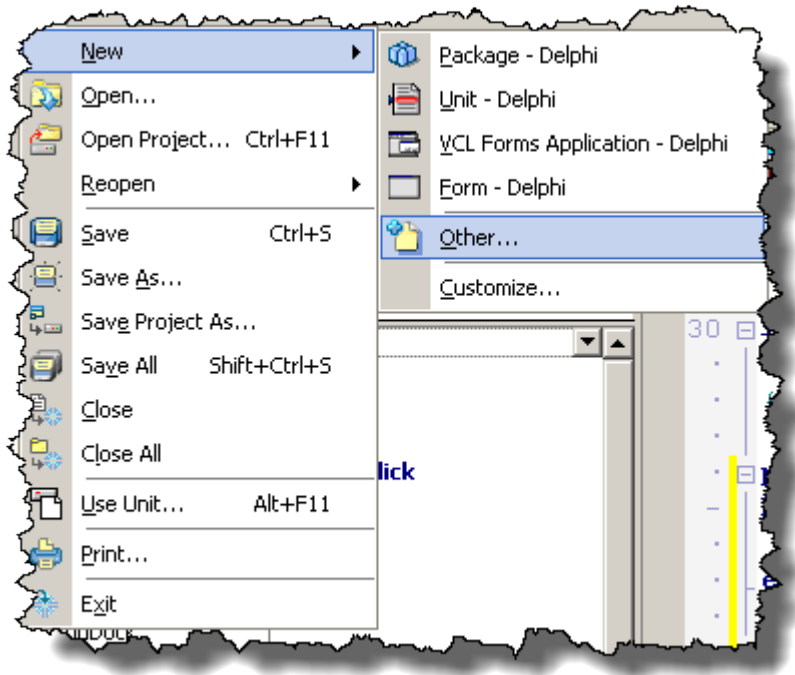 New
Open...
Open Project... Ctrl+F11
Reopen
Save Ctrl+S
Save As...
Save Project As...
Save All Shift+Ctrl+S
Close
Close All
Use Unit... Alt+F11
Print...
Exit
Package - Delphi
Unit - Delphi
VCL Forms Application - Delphi
Form - Delphi
Other...
Customize...
30
lick